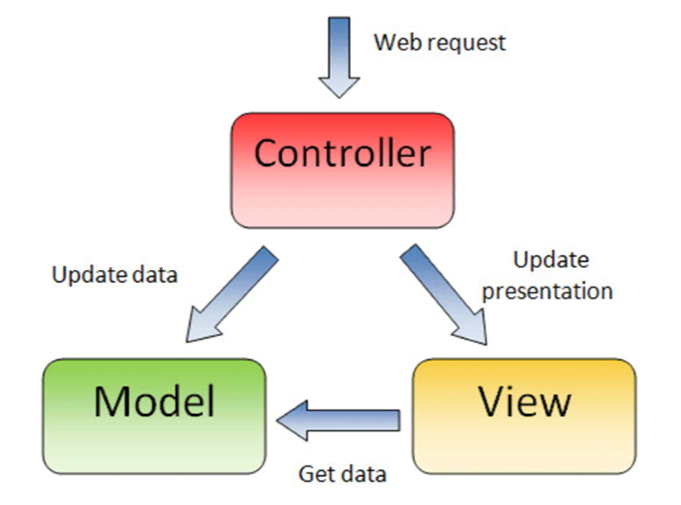 Web request
Controller
Update data
Update
presentation
Model
View
Get data